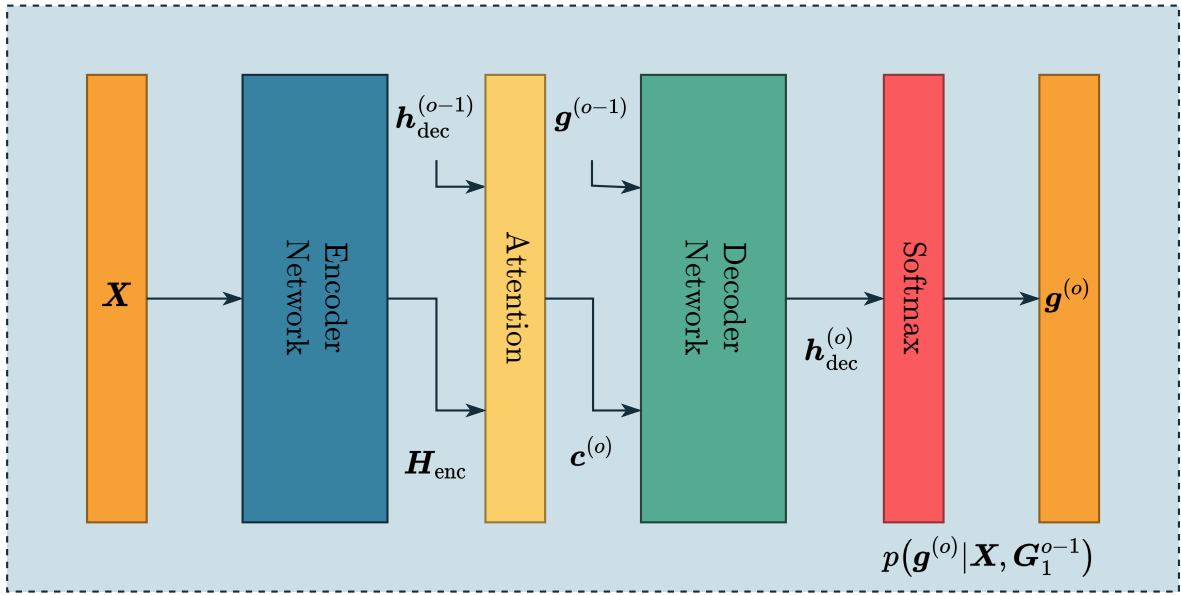 X
Encoder
Network
h_dec^(o−1)
H_enc
Attention
g^(o−1)
c^(o)
Decoder
Network
h_dec^(o)
Softmax
g^(o)
p(g^(o)|X, G_1^{o−1})